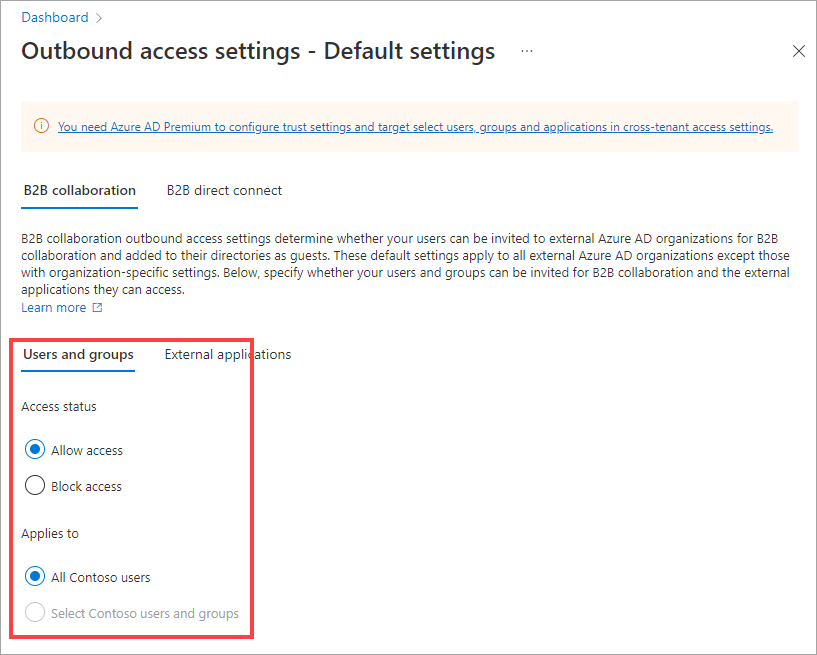 Dashboard
Outbound access settings - Default settings
You need Azure AD Premium to configure trust settings and target select users, groups and applications in cross-tenant access settings.
B2B collaboration B2B direct connect
B2B collaboration outbound access settings determine whether your users can be invited to external Azure AD organizations for B2B
collaboration and added to their directories as guests. These default settings apply to all external Azure AD organizations except those
with organization-specific settings. Below, specify whether your users and groups can be invited for B2B collaboration and the external
applications they can access.
Learn more
Users and groups External applications
Access status
Allow access
Block access
Applies to
All Contoso users
Select Contoso users and groups